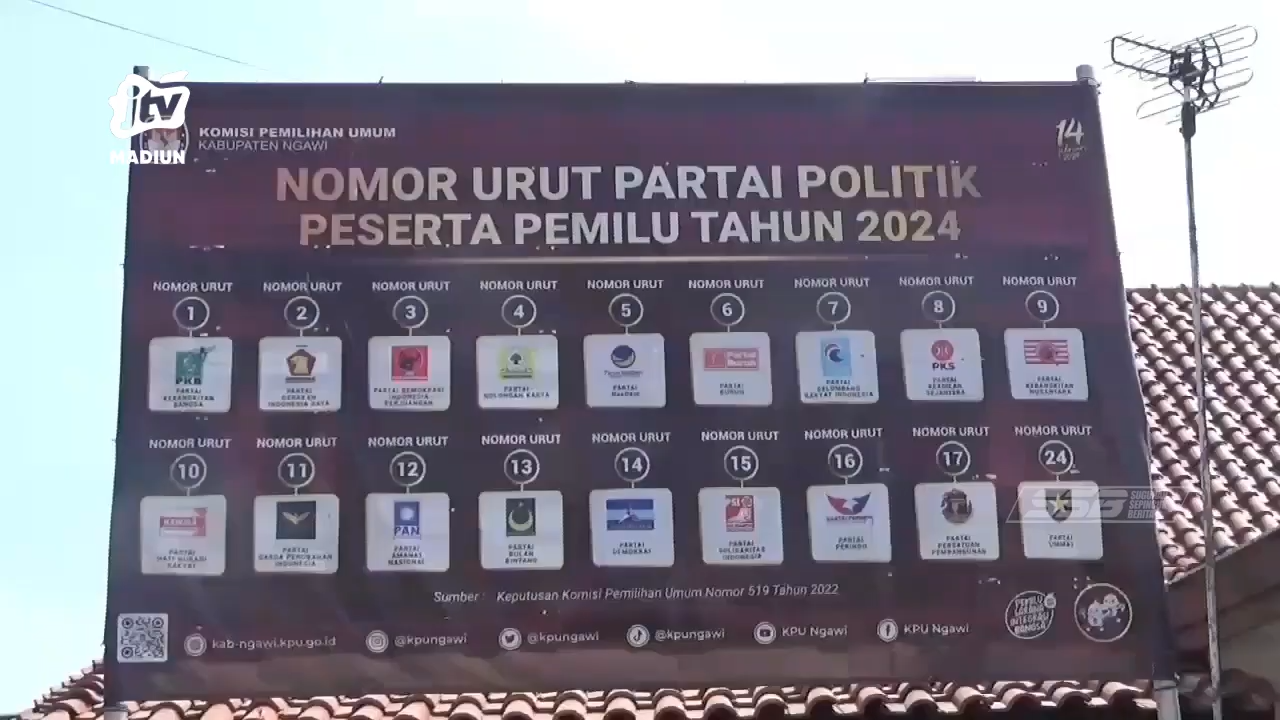 jtv
MADIUN
KOMISI PEMILIHAN UMUM
KABUPATEN NGAWI
14
NOMOR URUT PARTAI POLITIK
PESERTA PEMILU TAHUN 2024
NOMOR URUT NOMOR URUT NOMOR URUT NOMOR URUT NOMOR URUT NOMOR URUT NOMOR URUT NOMOR URUT NOMOR URUT
1 2 3 4 5 6 7 8 9
PKB
PKS
PARTAI KEBANGKITAN BANGSA
PARTAI GERAKAN INDONESIA RAYA
PARTAI DEMOKRASI INDONESIA PERJUANGAN
PARTAI GOLONGAN KARYA
PARTAI NASDEM
PARTAI BURUH
PARTAI GELOMBANG RAKYAT INDONESIA
PARTAI KEADILAN SEJAHTERA
PARTAI KEBANGKITAN NUSANTARA
NOMOR URUT NOMOR URUT NOMOR URUT NOMOR URUT NOMOR URUT NOMOR URUT NOMOR URUT NOMOR URUT NOMOR URUT
10 11 12 13 14 15 16 17 24
PAN
PSI
PARTAI HATI NURANI RAKYAT
PARTAI GARDA PERUBAHAN INDONESIA
PARTAI AMANAT NASIONAL
PARTAI BULAN BINTANG
PARTAI DEMOKRAT
PARTAI SOLIDARITAS INDONESIA
PARTAI PERINDO
PARTAI PERSATUAN PEMBANGUNAN
PARTAI UMMAT
Sumber : Keputusan Komisi Pemilihan Umum Nomor 519 Tahun 2022
kab-ngawi.kpu.go.id @kpungawi @kpungawi @kpungawi KPU Ngawi KPU Ngawi